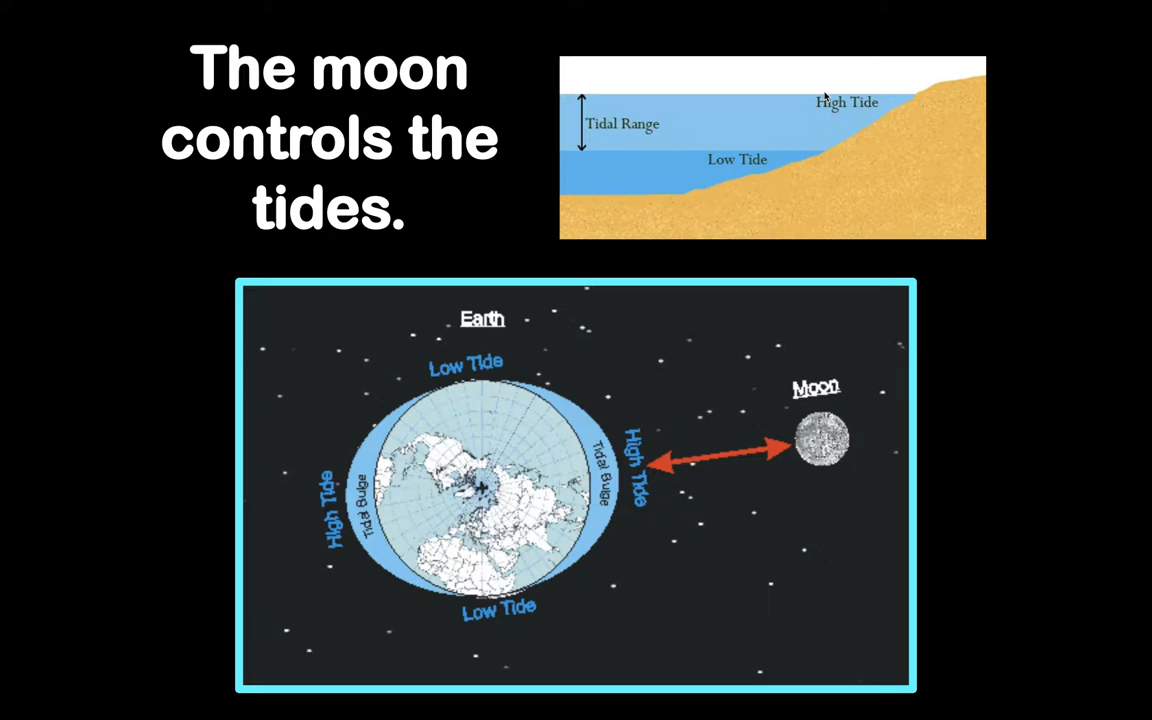 The moon
controls the
tides.
High Tide
Tidal Range
Low Tide
Earth
Low Tide
Moon
High Tide
Tidal Bulge
Tidal Bulge
High Tide
Low Tide